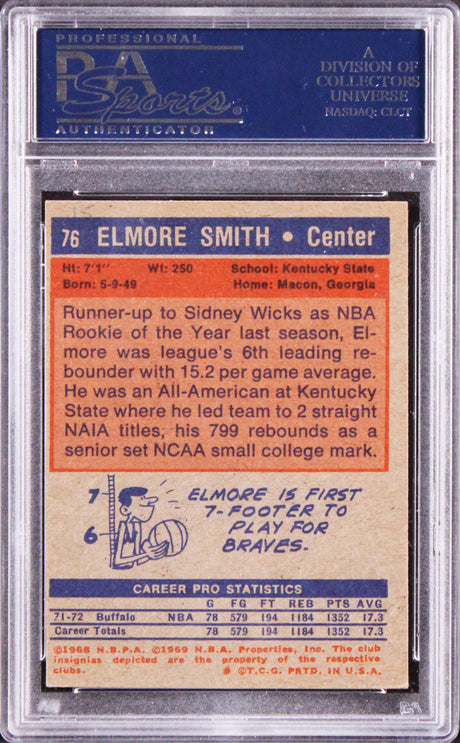 PROFESSIONAL
PSA
Sports
AUTHENTICATOR
A
DIVISION OF
COLLECTORS
UNIVERSE
NASDAQ: CLCT
76 ELMORE SMITH • Center
Ht: 7'1" Wt: 250 School: Kentucky State
Born: 5-9-49 Home: Macon, Georgia
Runner-up to Sidney Wicks as NBA
Rookie of the Year last season, El-
more was league's 6th leading re-
bounder with 15.2 per game average.
He was an All-American at Kentucky
State where he led team to 2 straight
NAIA titles, his 799 rebounds as a
senior set NCAA small college mark.
7
6
ELMORE IS FIRST
7-FOOTER TO
PLAY FOR
BRAVES.
CAREER PRO STATISTICS
G FG FT REB PTS AVG
71-72 Buffalo NBA 78 579 194 1184 1352 17.3
Career Totals 78 579 194 1184 1352 17.3
©1968 N.B.P.A. ©1969 N.B.A. Properties, Inc. The club
insignias depicted are the property of the respective
clubs. # ©T.C.G. PRTD. IN U.S.A.